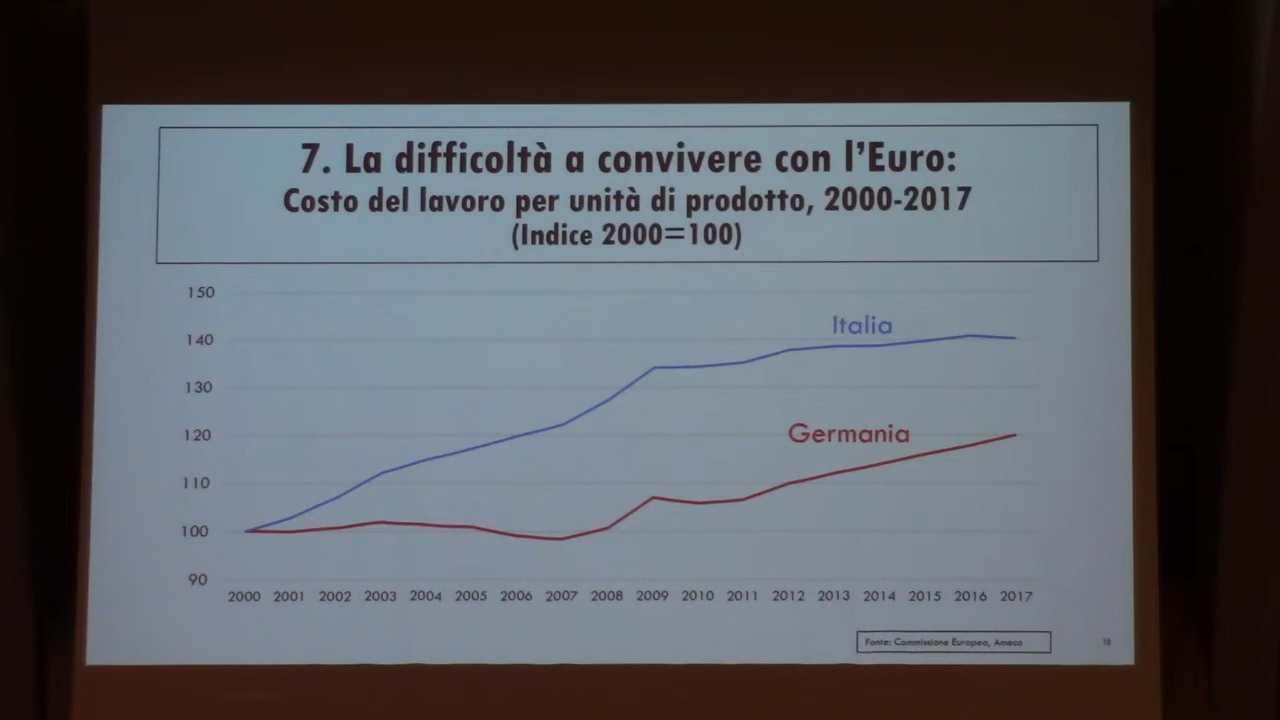 7. La difficoltà a convivere con l'Euro:
Costo del lavoro per unità di prodotto, 2000-2017
(Indice 2000=100)
150
140
130
120
110
100
90
Italia
Germania
2000 2001 2002 2003 2004 2005 2006 2007 2008 2009 2010 2011 2012 2013 2014 2015 2016 2017
Fonte: Commissione Europea, Ameco